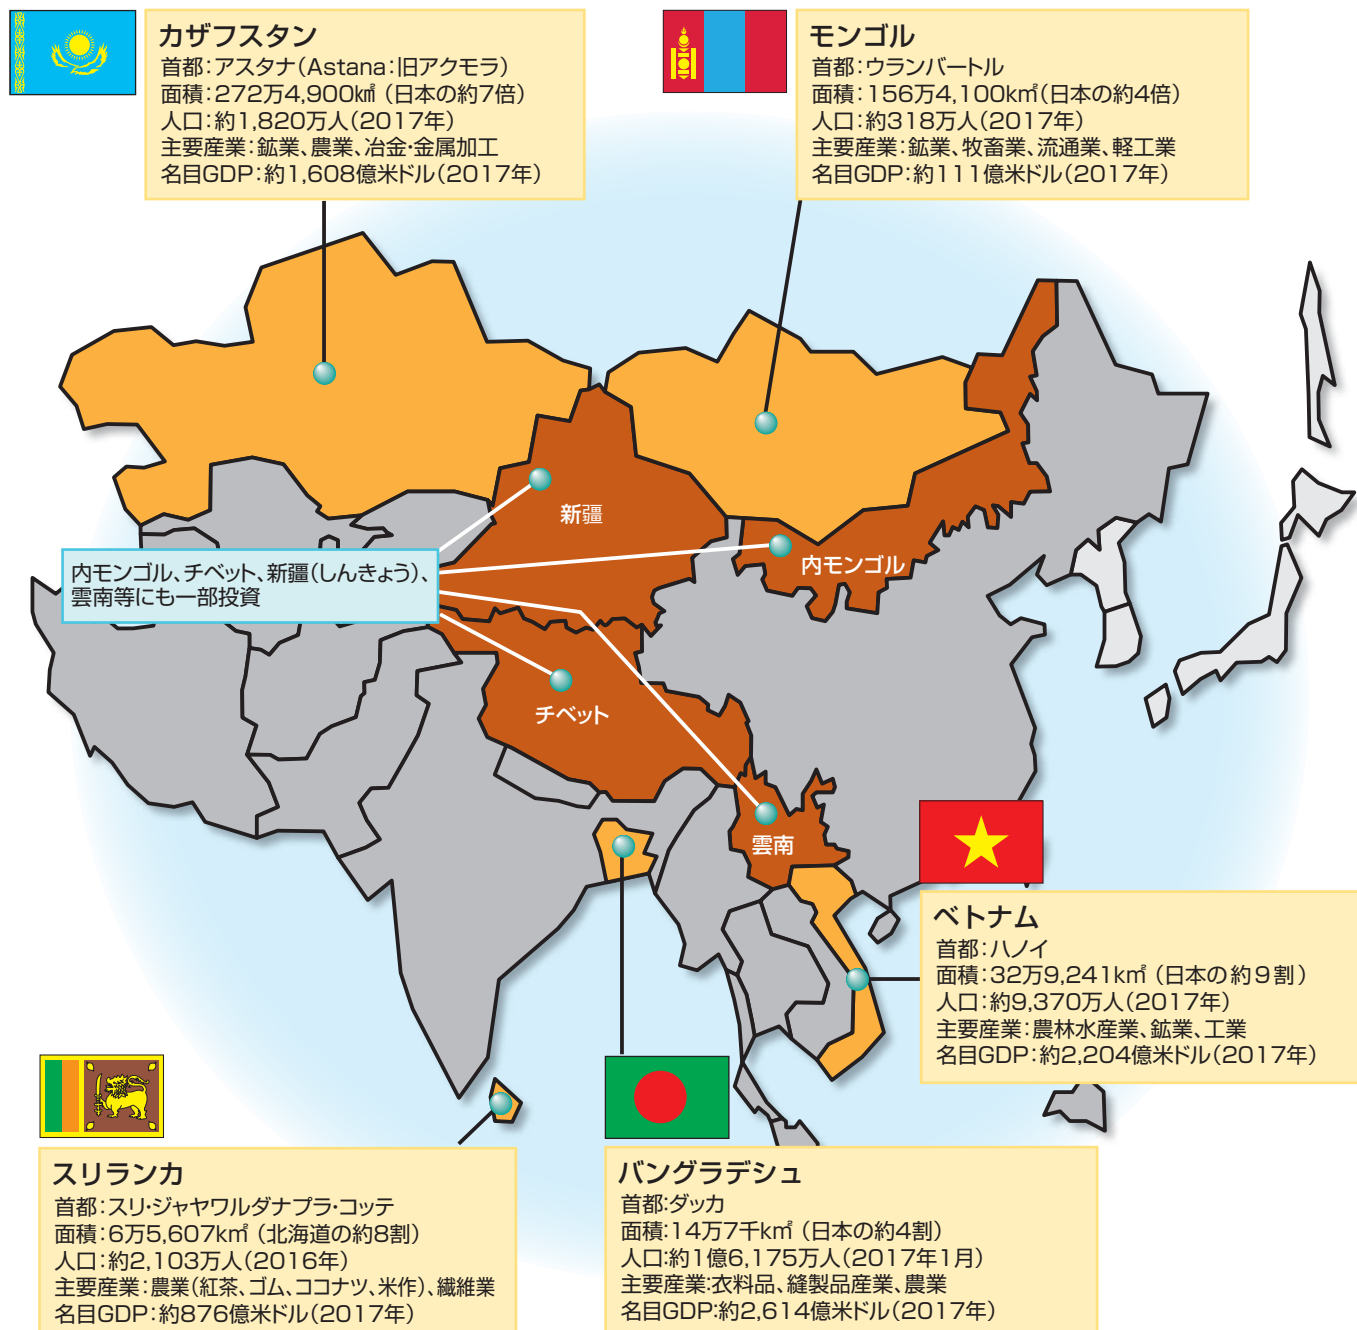 カザフスタン
首都：アスタナ（Astana：旧アクモラ）
面積：272万4,900k㎡（日本の約7倍）
人口：約1,820万人（2017年）
主要産業：鉱業、農業、冶金・金属加工
名目GDP：約1,608億米ドル（2017年）
モンゴル
首都：ウランバートル
面積：156万4,100k㎡（日本の約4倍）
人口：約318万人（2017年）
主要産業：鉱業、牧畜業、流通業、軽工業
名目GDP：約111億米ドル（2017年）
新疆
内モンゴル
内モンゴル、チベット、新疆（しんきょう）、
雲南等にも一部投資
チベット
雲南
ベトナム
首都：ハノイ
面積：32万9,241k㎡（日本の約9割）
人口：約9,370万人（2017年）
主要産業：農林水産業、鉱業、工業
名目GDP：約2,204億米ドル（2017年）
スリランカ
首都：スリ・ジャヤワルダナプラ・コッテ
面積：6万5,607k㎡（北海道の約8割）
人口：約2,103万人（2016年）
主要産業：農業（紅茶、ゴム、ココナツ、米作）、繊維業
名目GDP：約876億米ドル（2017年）
バングラデシュ
首都：ダッカ
面積：14万7千k㎡（日本の約4割）
人口：約1億6,175万人（2017年1月）
主要産業：衣料品、縫製品産業、農業
名目GDP：約2,614億米ドル（2017年）